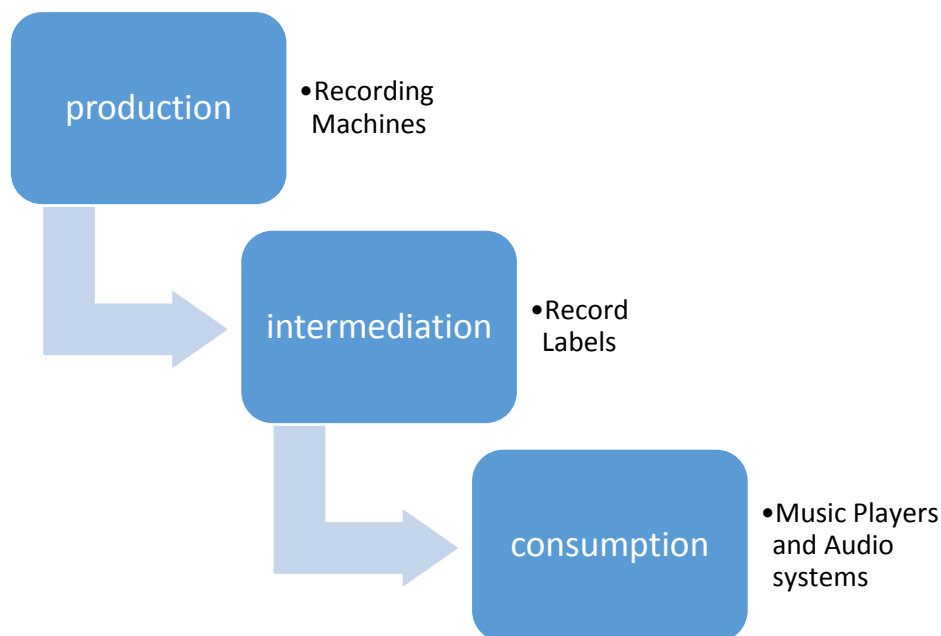 production
•Recording
Machines
intermediation
•Record
Labels
consumption
•Music Players
and Audio
systems